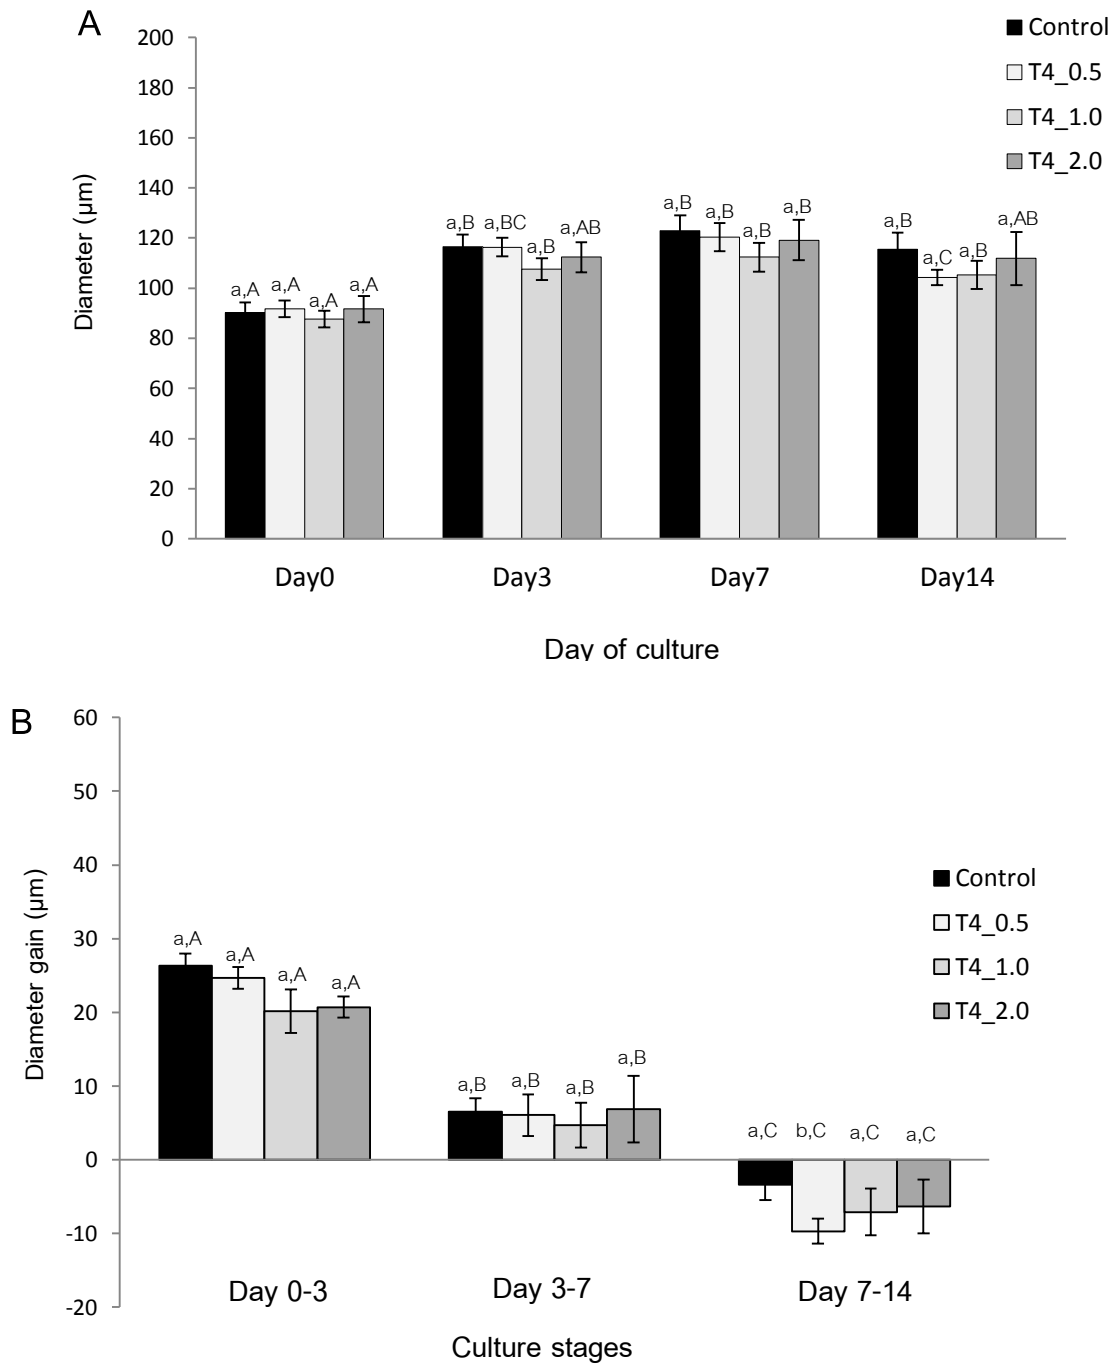 A
Control
T4_0.5
T4_1.0
T4_2.0
200
180
160
140
120
100
80
60
40
20
0
Diameter (µm)
a,A a,A a,A a,A
a,B a,BC a,B a,AB
a,B a,B a,B a,B
a,B a,C a,B a,AB
Day0 Day3 Day7 Day14
Day of culture
B
60
50
40
30
20
10
0
-10
-20
Diameter gain (µm)
Control
T4_0.5
T4_1.0
T4_2.0
a,A a,A a,A a,A
a,B a,B a,B a,B
a,C b,C a,C a,C
Day 0-3 Day 3-7 Day 7-14
Culture stages